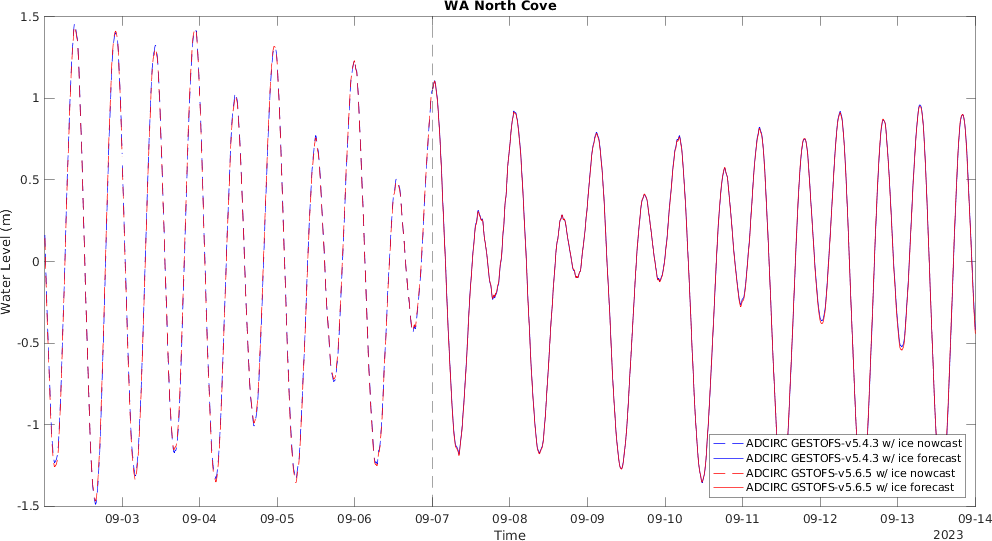 WA North Cove
1.5
1
0.5
0
-0.5
-1
-1.5
Water Level (m)
ADCIRC GESTOFS-v5.4.3 w/ ice nowcast
ADCIRC GESTOFS-v5.4.3 w/ ice forecast
ADCIRC GSTOFS-v5.6.5 w/ ice nowcast
ADCIRC GSTOFS-v5.6.5 w/ ice forecast
09-03 09-04 09-05 09-06 09-07 09-08 09-09 09-10 09-11 09-12 09-13 09-14
Time
2023